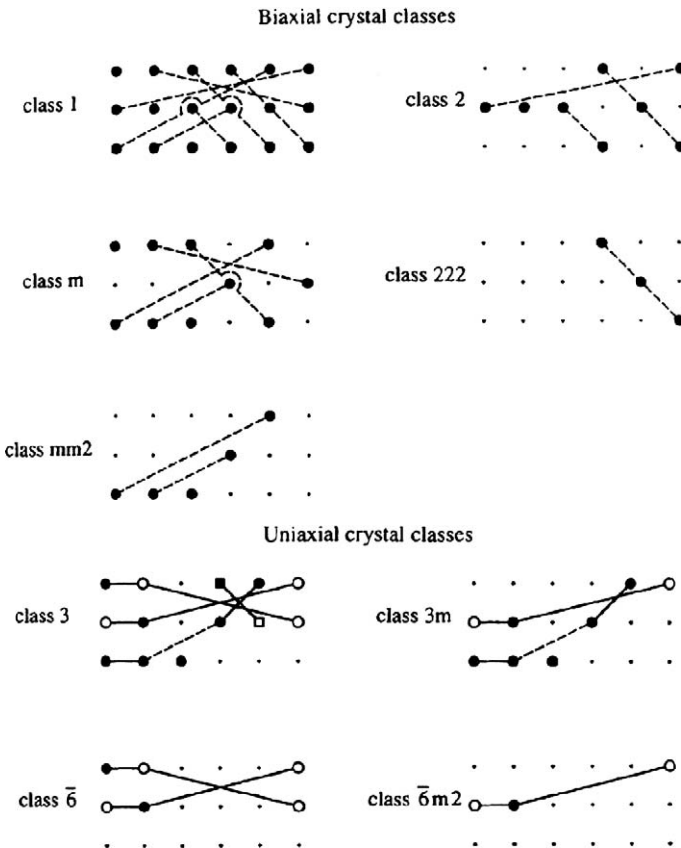 Biaxial crystal classes
class 1
class 2
class m
class 222
class mm2
Uniaxial crystal classes
class 3
class 3m
class 6̅
class 6̅m2